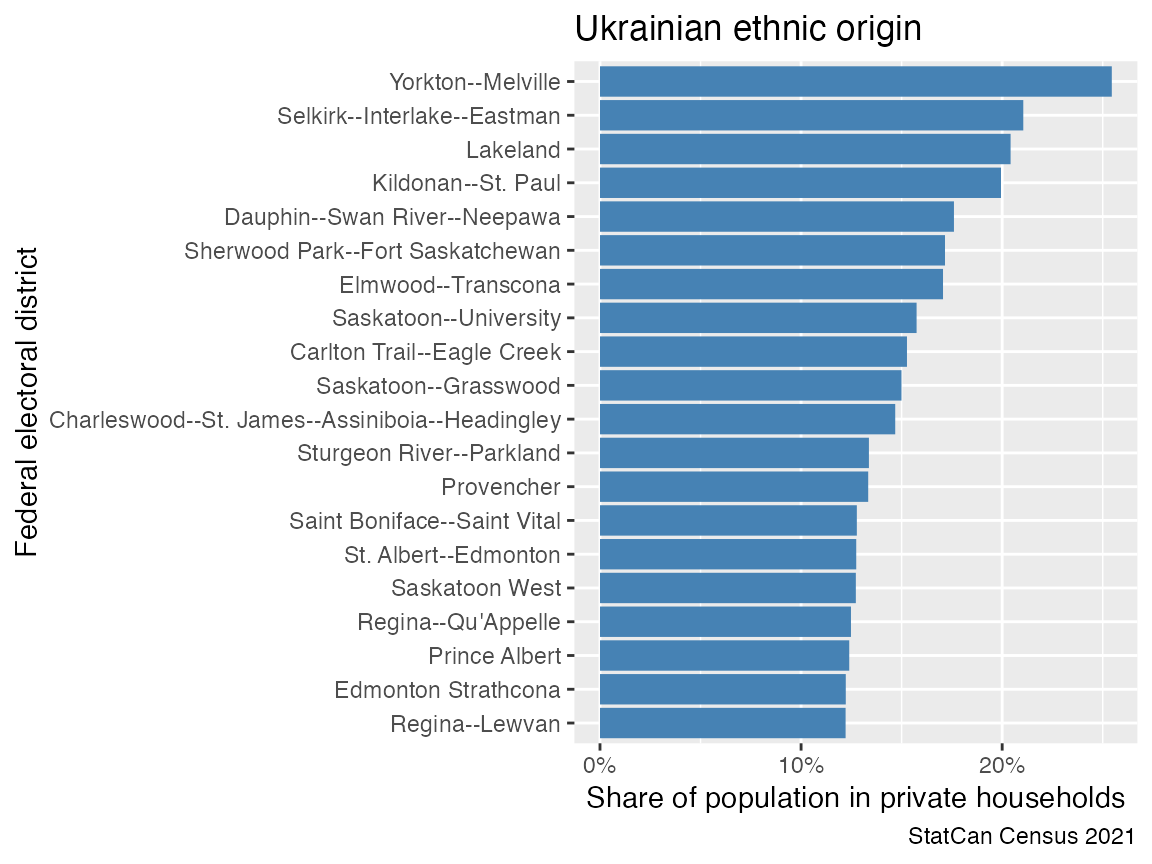 Ukrainian ethnic origin
Federal electoral district
Yorkton--Melville
Selkirk--Interlake--Eastman
Lakeland
Kildonan--St. Paul
Dauphin--Swan River--Neepawa
Sherwood Park--Fort Saskatchewan
Elmwood--Transcona
Saskatoon--University
Carlton Trail--Eagle Creek
Saskatoon--Grasswood
Charleswood--St. James--Assiniboia--Headingley
Sturgeon River--Parkland
Provencher
Saint Boniface--Saint Vital
St. Albert--Edmonton
Saskatoon West
Regina--Qu'Appelle
Prince Albert
Edmonton Strathcona
Regina--Lewvan
0% 10% 20%
Share of population in private households
StatCan Census 2021